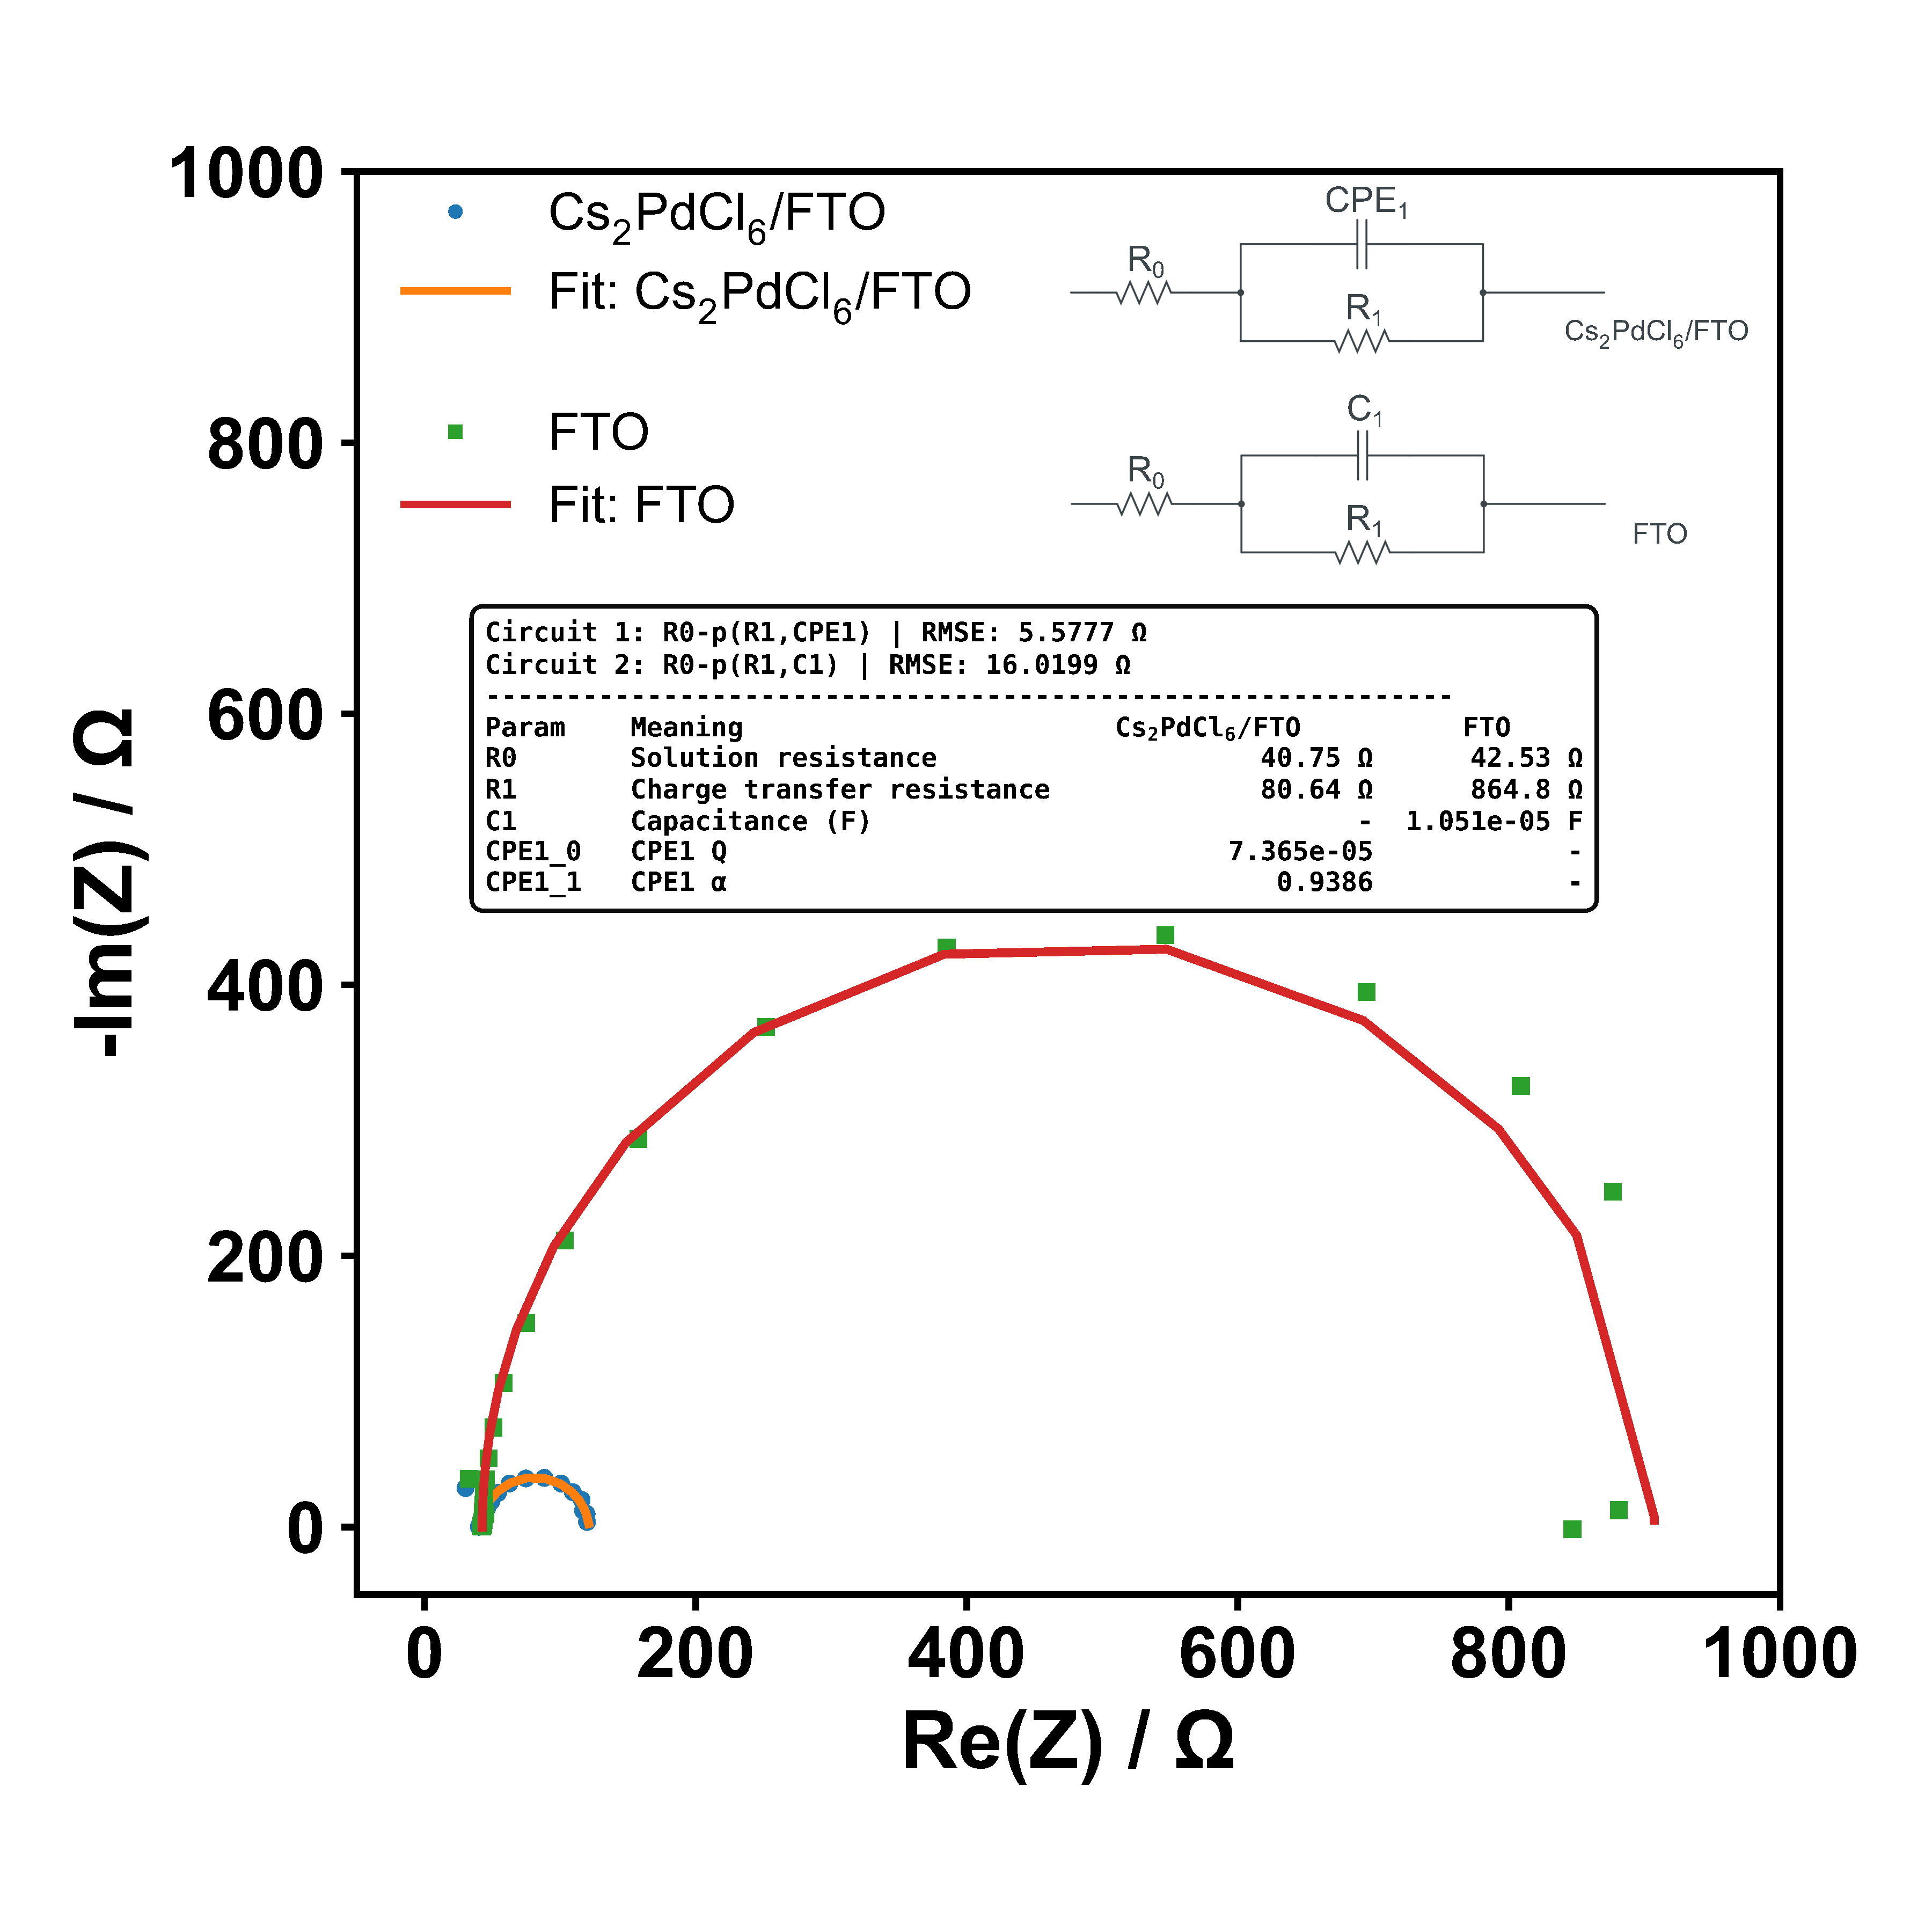 1000
800
600
400
200
0
-Im(Z) / Ω
Cs₂PdCl₆/FTO
Fit: Cs₂PdCl₆/FTO
FTO
Fit: FTO
CPE₁
R₀
R₁
Cs₂PdCl₆/FTO
C₁
R₀
R₁
FTO
Circuit 1: R0-p(R1,CPE1) | RMSE: 5.5777 Ω
Circuit 2: R0-p(R1,C1) | RMSE: 16.0199 Ω
------------------------------------------------------------
Param Meaning Cs₂PdCl₆/FTO FTO
R0 Solution resistance 40.75 Ω 42.53 Ω
R1 Charge transfer resistance 80.64 Ω 864.8 Ω
C1 Capacitance (F) - 1.051e-05 F
CPE1_0 CPE1 Q 7.365e-05 -
CPE1_1 CPE1 α 0.9386 -
0 200 400 600 800 1000
Re(Z) / Ω